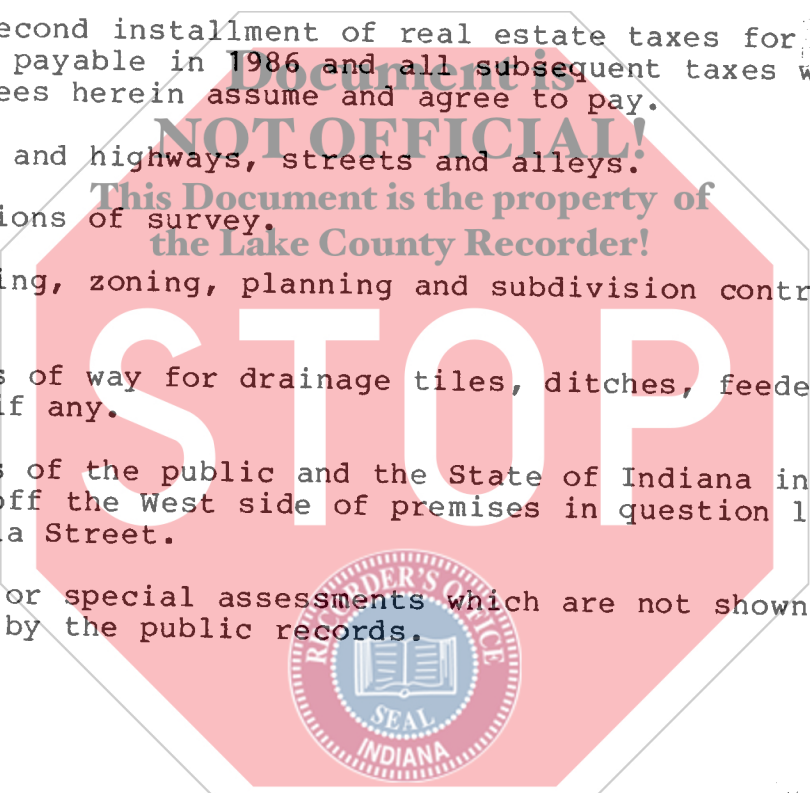 econd installment of real estate taxes for
payable in 1986 and all subsequent taxes w
Document is
ees herein assume and agree to pay.
NOT OFFICIAL!
and highways, streets and alleys.
This Document is the property of
ions of survey.
the Lake County Recorder!
ing, zoning, planning and subdivision contr
STOP
s of way for drainage tiles, ditches, feede
if any.
s of the public and the State of Indiana in
off the West side of premises in question l
a Street.
or special assessments which are not shown
by the public records.
RECORDER'S OFFICE
SEAL
INDIANA